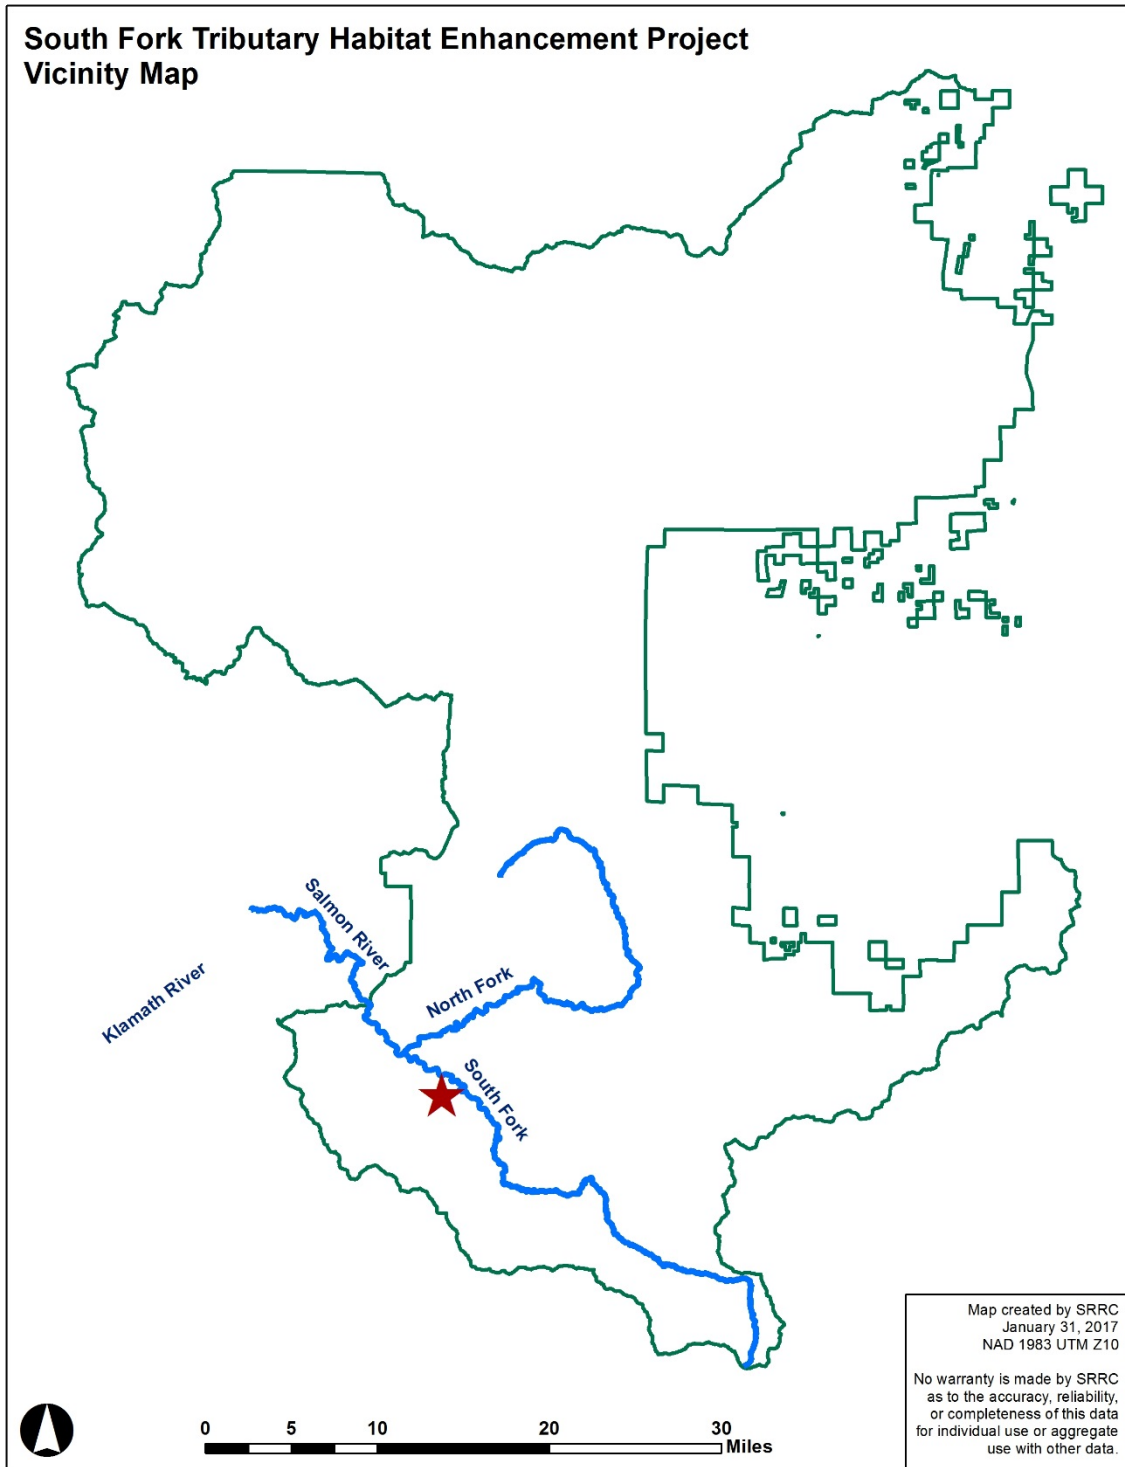 South Fork Tributary Habitat Enhancement Project
Vicinity Map
Salmon River
Klamath River
North Fork
South Fork
Map created by SRRC
January 31, 2017
NAD 1983 UTM Z10
No warranty is made by SRRC
as to the accuracy, reliability,
or completeness of this data
for individual use or aggregate
use with other data.
0 5 10 20 30
Miles